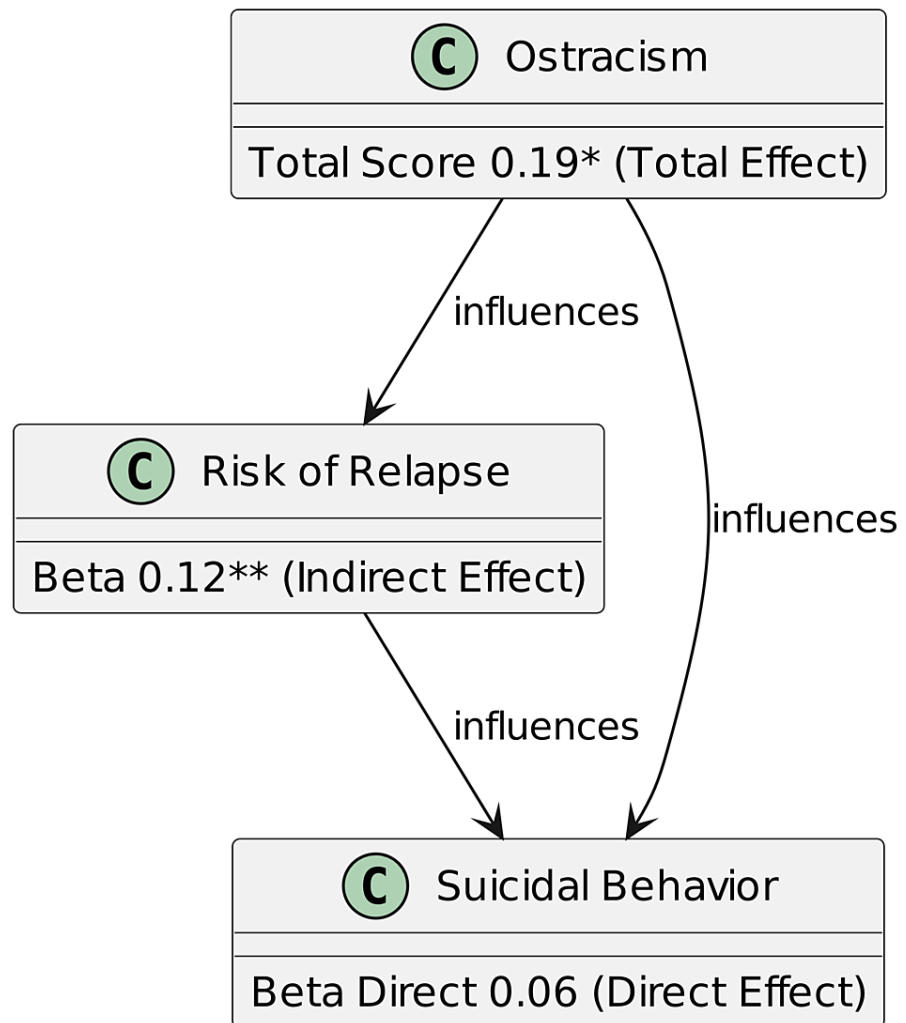 C Ostracism
Total Score 0.19* (Total Effect)
influences
C Risk of Relapse
influences
Beta 0.12** (Indirect Effect)
influences
C Suicidal Behavior
Beta Direct 0.06 (Direct Effect)